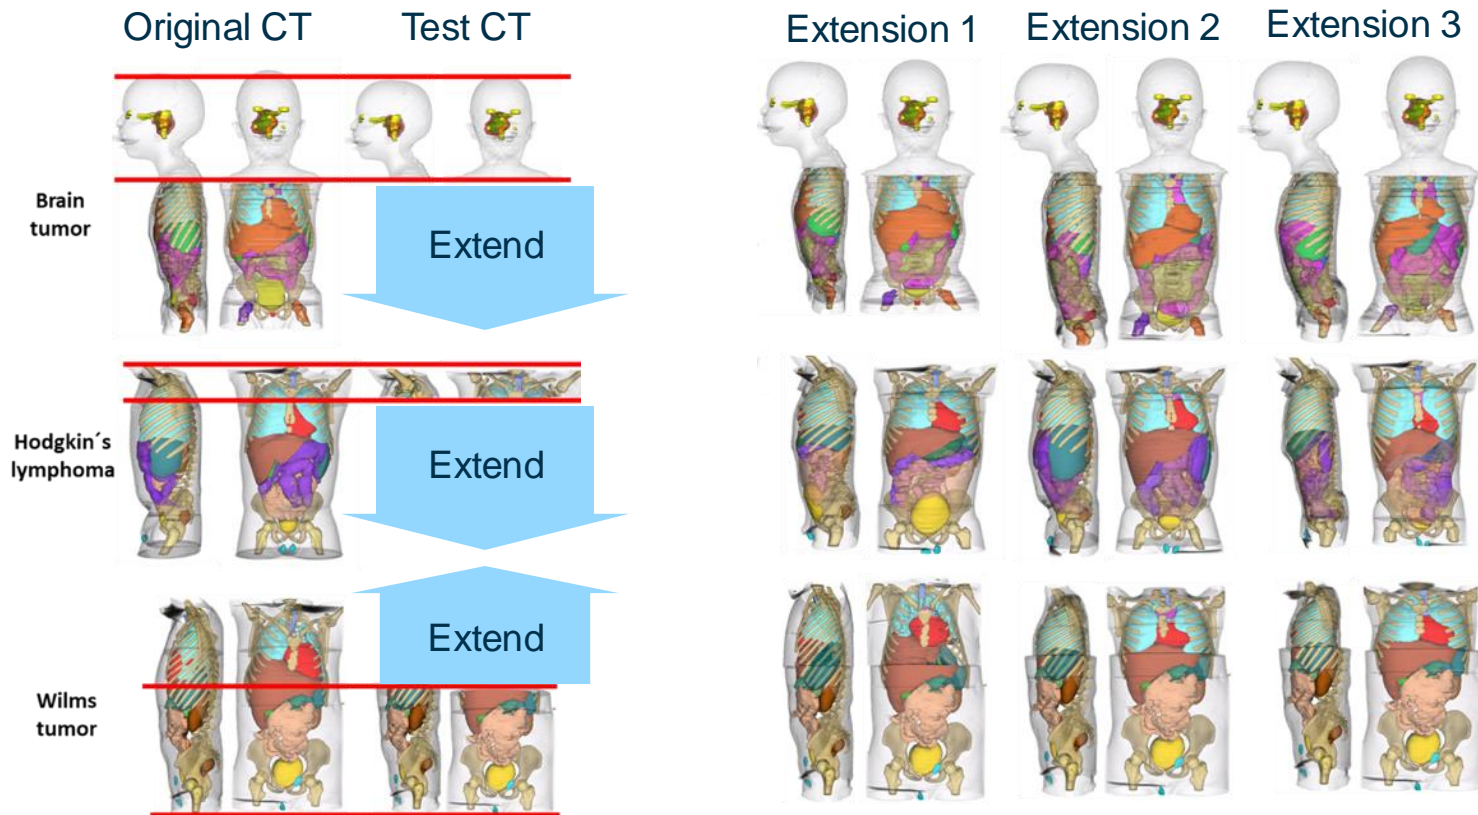 Original CT
Test CT
Extension 1
Extension 2
Extension 3
Brain
tumor
Extend
Hodgkin´s
lymphoma
Extend
Wilms
tumor
Extend